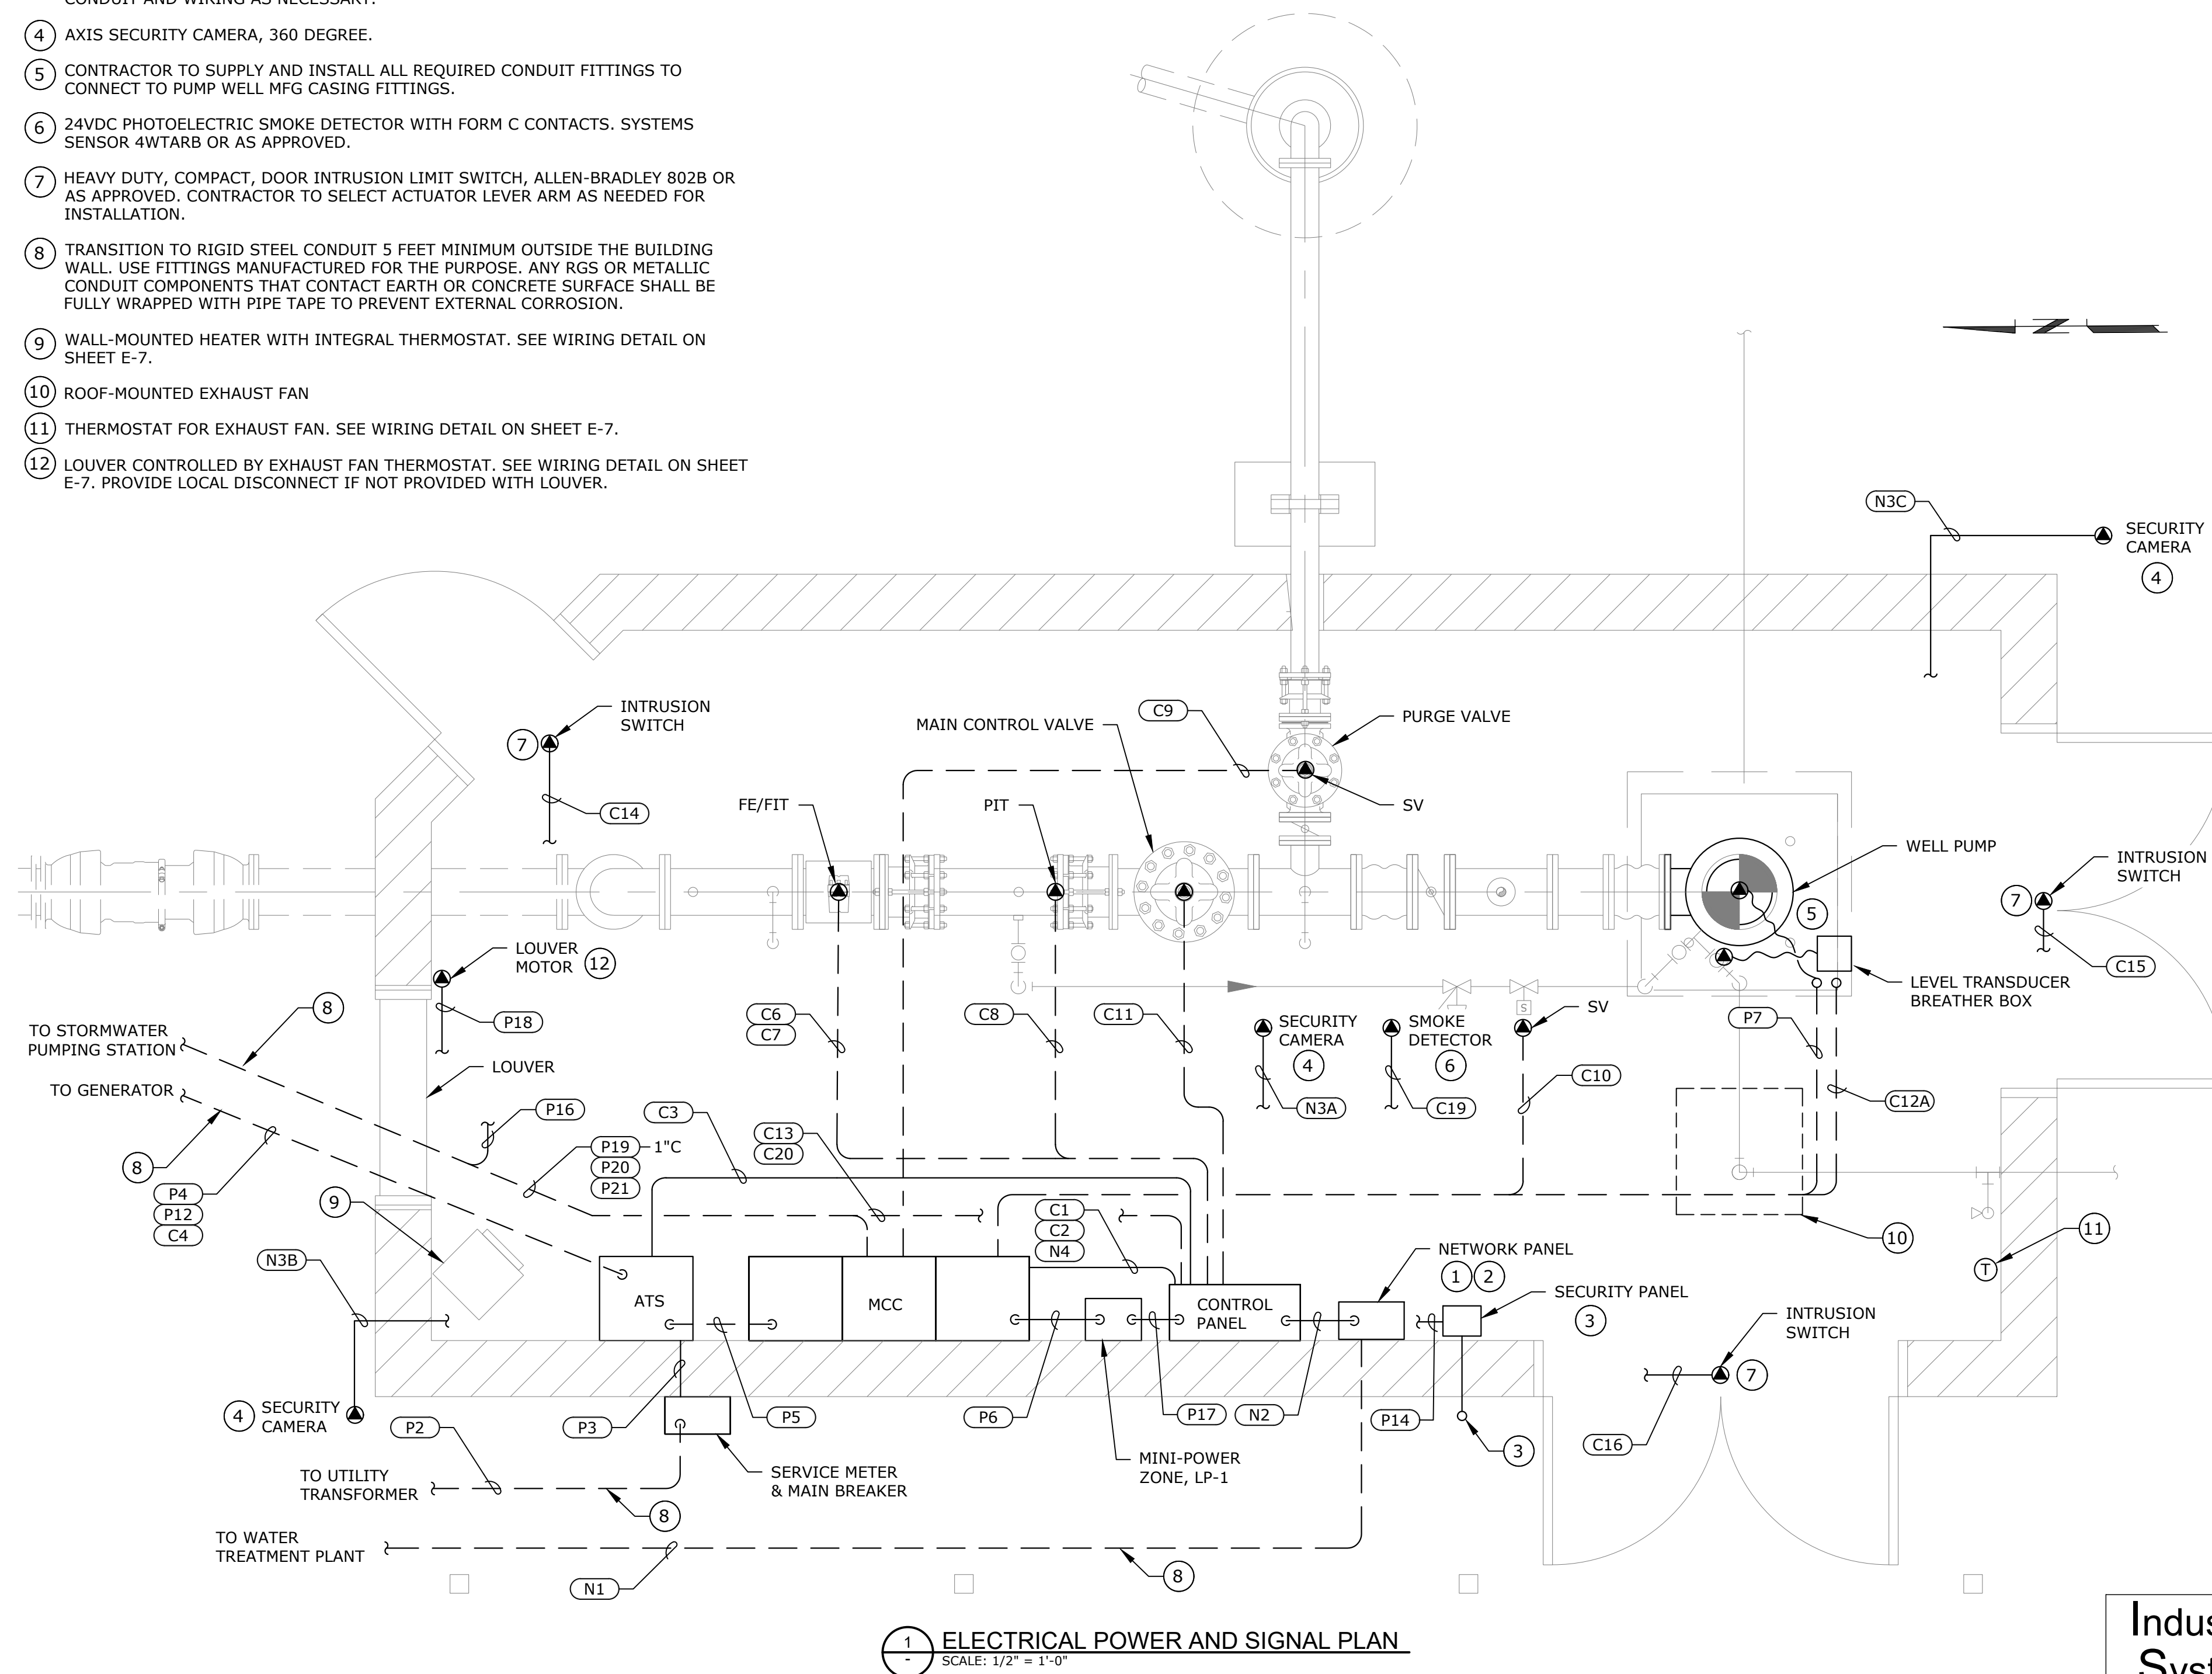 CONDUIT AND WIRING AS NECESSARY.
4 AXIS SECURITY CAMERA, 360 DEGREE.
5 CONTRACTOR TO SUPPLY AND INSTALL ALL REQUIRED CONDUIT FITTINGS TO
CONNECT TO PUMP WELL MFG CASING FITTINGS.
6 24VDC PHOTOELECTRIC SMOKE DETECTOR WITH FORM C CONTACTS. SYSTEMS
SENSOR 4WTARB OR AS APPROVED.
7 HEAVY DUTY, COMPACT, DOOR INTRUSION LIMIT SWITCH, ALLEN-BRADLEY 802B OR
AS APPROVED. CONTRACTOR TO SELECT ACTUATOR LEVER ARM AS NEEDED FOR
INSTALLATION.
8 TRANSITION TO RIGID STEEL CONDUIT 5 FEET MINIMUM OUTSIDE THE BUILDING
WALL. USE FITTINGS MANUFACTURED FOR THE PURPOSE. ANY RGS OR METALLIC
CONDUIT COMPONENTS THAT CONTACT EARTH OR CONCRETE SURFACE SHALL BE
FULLY WRAPPED WITH PIPE TAPE TO PREVENT EXTERNAL CORROSION.
9 WALL-MOUNTED HEATER WITH INTEGRAL THERMOSTAT. SEE WIRING DETAIL ON
SHEET E-7.
10 ROOF-MOUNTED EXHAUST FAN
11 THERMOSTAT FOR EXHAUST FAN. SEE WIRING DETAIL ON SHEET E-7.
12 LOUVER CONTROLLED BY EXHAUST FAN THERMOSTAT. SEE WIRING DETAIL ON SHEET
E-7. PROVIDE LOCAL DISCONNECT IF NOT PROVIDED WITH LOUVER.
N
N3C
SECURITY
CAMERA
4
INTRUSION
SWITCH
7
C14
MAIN CONTROL VALVE
C9
PURGE VALVE
SV
FE/FIT
PIT
WELL PUMP
5
INTRUSION
SWITCH
7
C15
LEVEL TRANSDUCER
BREATHER BOX
LOUVER
MOTOR 12
P18
TO STORMWATER
PUMPING STATION
8
TO GENERATOR
LOUVER
C6
C7
C8
C11
SECURITY
CAMERA
4
N3A
SMOKE
DETECTOR
6
C19
S
SV
C10
P7
C12A
P16
C3
C13
C20
P19 1"C
P20
P21
8
P4
P12
C4
9
N3B
C1
C2
N4
10
11
T
ATS
MCC
CONTROL
PANEL
NETWORK PANEL
1 2
SECURITY PANEL
3
INTRUSION
SWITCH
7
C16
4 SECURITY
CAMERA
P2
P3
P5
P6
P17
N2
P14
3
MINI-POWER
ZONE, LP-1
SERVICE METER
& MAIN BREAKER
TO UTILITY
TRANSFORMER
8
TO WATER
TREATMENT PLANT
N1
8
1
-
ELECTRICAL POWER AND SIGNAL PLAN
SCALE: 1/2" = 1'-0"
Indus
Syst